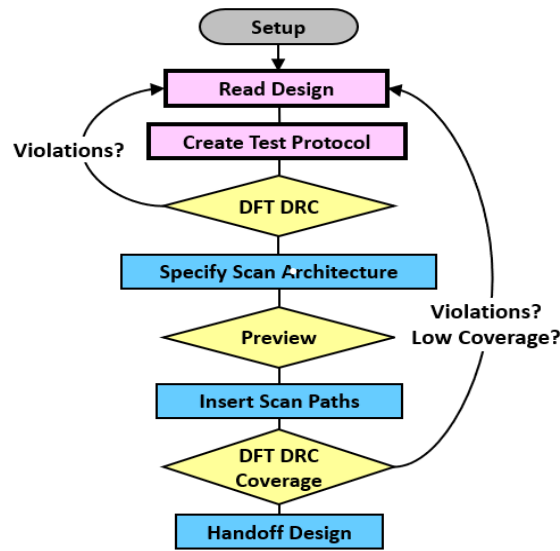 Setup
Read Design
Create Test Protocol
Violations?
DFT DRC
Specify Scan Architecture
Violations?
Low Coverage?
Preview
Insert Scan Paths
DFT DRC
Coverage
Handoff Design